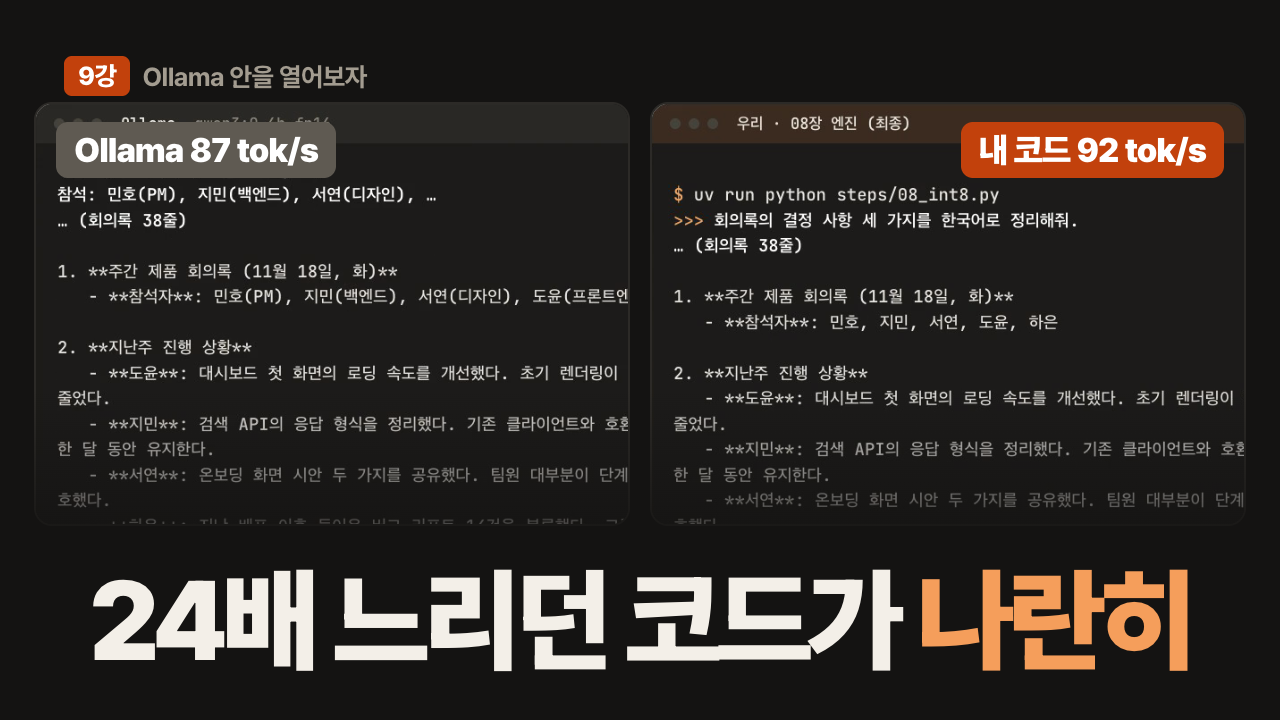 9강 Ollama 안을 열어보자
Ollama 87 tok/s
참석: 민호(PM), 지민(백엔드), 서연(디자인), …
… (회의록 38줄)
1. **주간 제품 회의록 (11월 18일, 화)**
- **참석자**: 민호(PM), 지민(백엔드), 서연(디자인), 도윤(프론트엔
2. **지난주 진행 상황**
- **도윤**: 대시보드 첫 화면의 로딩 속도를 개선했다. 초기 렌더링이
줄었다.
- **지민**: 검색 API의 응답 형식을 정리했다. 기존 클라이언트와 호환
한 달 동안 유지한다.
- **서연**: 온보딩 화면 시안 두 가지를 공유했다. 팀원 대부분이 단계
호했다.
우리 · 08장 엔진 (최종)
내 코드 92 tok/s
$ uv run python steps/08_int8.py
>>> 회의록의 결정 사항 세 가지를 한국어로 정리해줘.
… (회의록 38줄)
1. **주간 제품 회의록 (11월 18일, 화)**
- **참석자**: 민호, 지민, 서연, 도윤, 하은
2. **지난주 진행 상황**
- **도윤**: 대시보드 첫 화면의 로딩 속도를 개선했다. 초기 렌더링이
줄었다.
- **지민**: 검색 API의 응답 형식을 정리했다. 기존 클라이언트와 호환
한 달 동안 유지한다.
- **서연**: 온보딩 화면 시안 두 가지를 공유했다. 팀원 대부분이 단계
24배 느리던 코드가 나란히